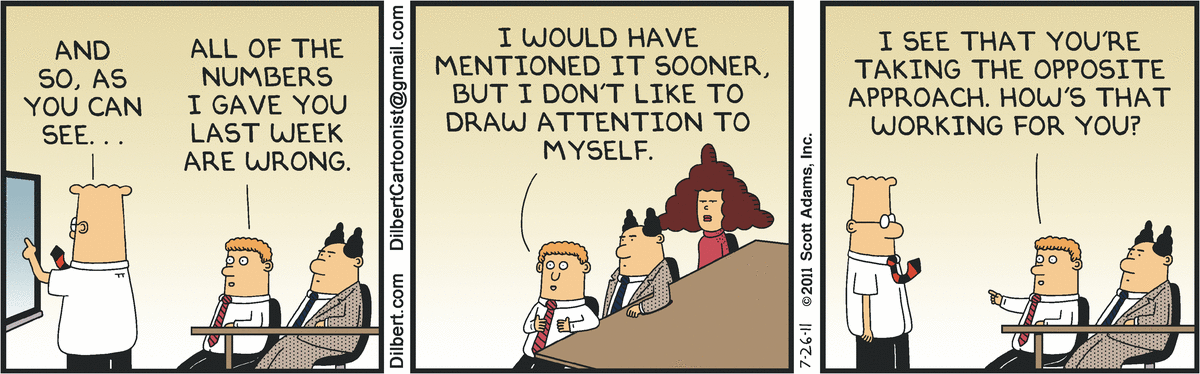 AND
SO, AS
YOU CAN
SEE. . .
ALL OF THE
NUMBERS
I GAVE YOU
LAST WEEK
ARE WRONG.
Dilbert.com DilbertCartoonist@gmail.com
I WOULD HAVE
MENTIONED IT SOONER,
BUT I DON'T LIKE TO
DRAW ATTENTION TO
MYSELF.
7-26-11 © 2011 Scott Adams, Inc.
I SEE THAT YOU'RE
TAKING THE OPPOSITE
APPROACH. HOW'S THAT
WORKING FOR YOU?